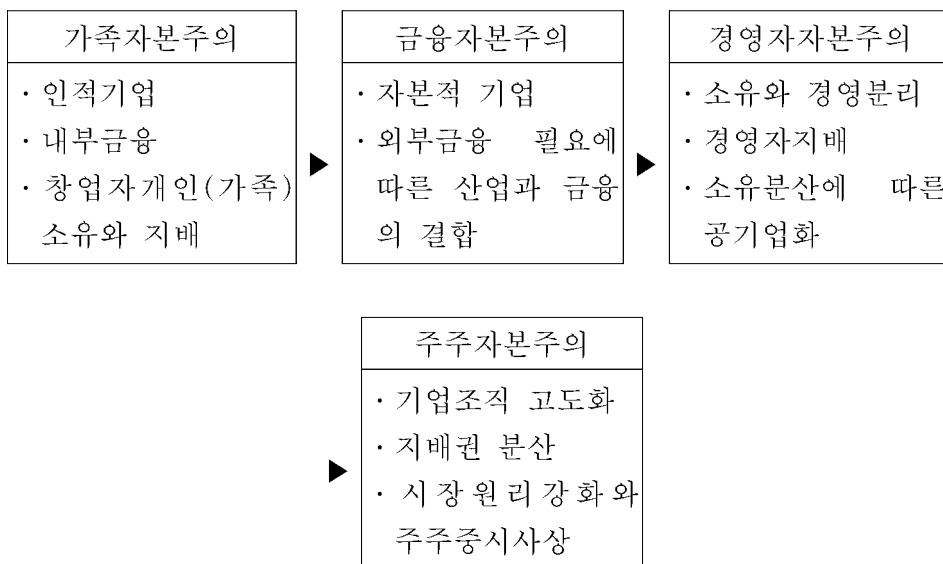 가족자본주의
· 인적기업
· 내부금융
· 창업자개인(가족)
소유와 지배
▶
금융자본주의
· 자본적 기업
· 외부금융 필요에
따른 산업과 금융
의 결합
▶
경영자자본주의
· 소유와 경영분리
· 경영자지배
· 소유분산에 따른
공기업화
▶
주주자본주의
· 기업조직 고도화
· 지배권 분산
· 시장원리강화와
주주중시사상